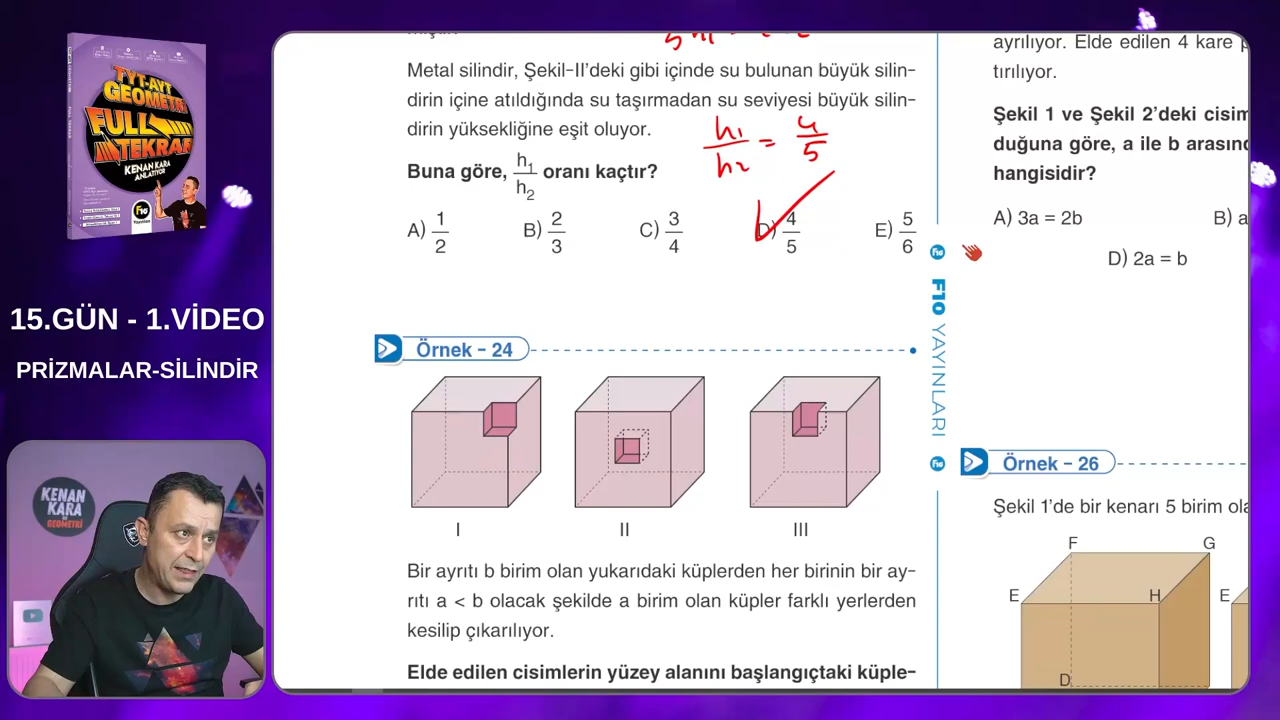 TYT-AYT
GEOMETRİ
FULL
TEKRAR
KENAN KARA
ANLATIYOR
F10
15.GÜN - 1.VİDEO
PRİZMALAR-SİLİNDİR
KENAN
KARA
Metal silindir, Şekil-II’deki gibi içinde su bulunan büyük silin-
dirin içine atıldığında su taşırmadan su seviyesi büyük silin-
dirin yüksekliğine eşit oluyor.
h1/h2 = 4/5
Buna göre, h1/h2 oranı kaçtır?
A) 1/2 B) 2/3 C) 3/4 D) 4/5 E) 5/6
Örnek - 24
I II III
Bir ayrıtı b birim olan yukarıdaki küplerden her birinin bir ay-
rıtı a < b olacak şekilde a birim olan küpler farklı yerlerden
kesilip çıkarılıyor.
Elde edilen cisimlerin yüzey alanını başlangıçtaki küple-
F10 YAYINLARI
ayrılıyor. Elde edilen 4 kare
tırılıyor.
Şekil 1 ve Şekil 2’deki cisim
duğuna göre, a ile b arasınd
hangisidir?
A) 3a = 2b B) a
D) 2a = b
Örnek - 26
Şekil 1’de bir kenarı 5 birim ola
F G
E H E
D